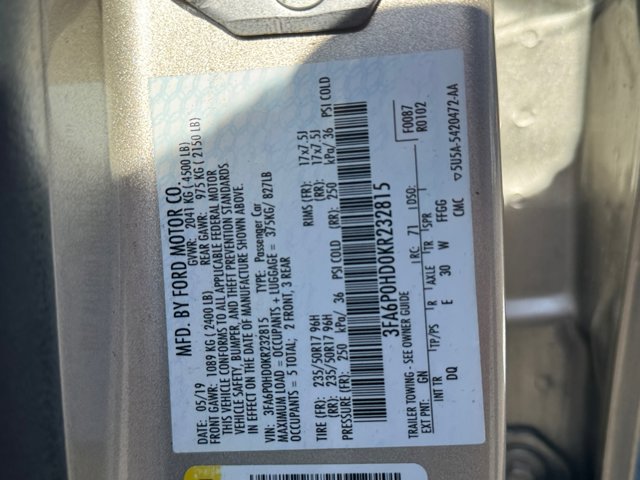 MFD. BY FORD MOTOR CO.
DATE: 05/19 GVWR: 2041 KG ( 4500 LB)
FRONT GAWR: 1089 KG ( 2400 LB) REAR GAWR: 975 KG ( 2150 LB)
THIS VEHICLE CONFORMS TO ALL APPLICABLE FEDERAL MOTOR
VEHICLE SAFETY, BUMPER, AND THEFT PREVENTION STANDARDS
IN EFFECT ON THE DATE OF MANUFACTURE SHOWN ABOVE.
VIN: 3FA6P0HD0KR232815 TYPE: Passenger Car
MAXIMUM LOAD = OCCUPANTS + LUGGAGE = 375KG/ 827LB
OCCUPANTS = 5 TOTAL; 2 FRONT, 3 REAR
TIRE (FR): 235/50R17 96H RIMS (FR): 17x7.5J
(RR): 235/50R17 96H (RR): 17x7.5J
PRESSURE (FR): 250 kPa/ 36 PSI COLD (RR): 250 kPa/ 36 PSI COLD
3FA6P0HD0KR232815
TRAILER TOWING - SEE OWNER GUIDE F0087
EXT PNT: GN RC: 71 DSO: R0102
INT TR TP/PS R AXLE TR SPR
DQ E 30 W FFGG
CMC 5U5A-5420472-AA